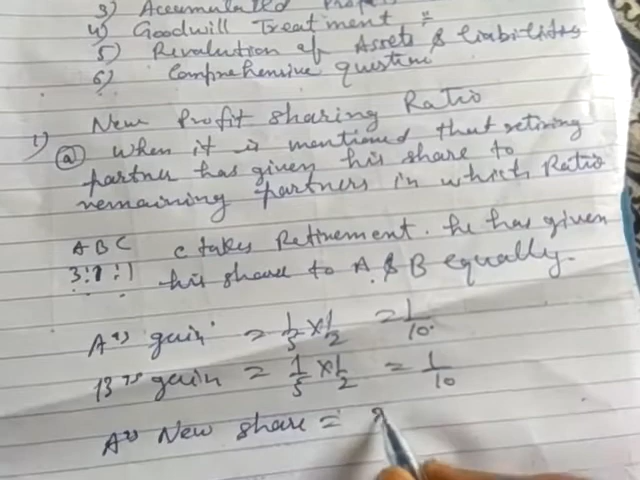 3) Accumulated
4) Goodwill Treatment =
5) Revalution of Assets & liabilities
6) Comprehensive question
1) New Profit Sharing Ratio
(a) When it is mentioned that retiring
partner has given his share to
remaining partners in which Ratio
A B C C takes Retirement. he has given
3:1:1 his share to A & B equally.
A's gain = 1/5 × 1/2 = 1/10
B's gain = 1/5 × 1/2 = 1/10
A's New share =